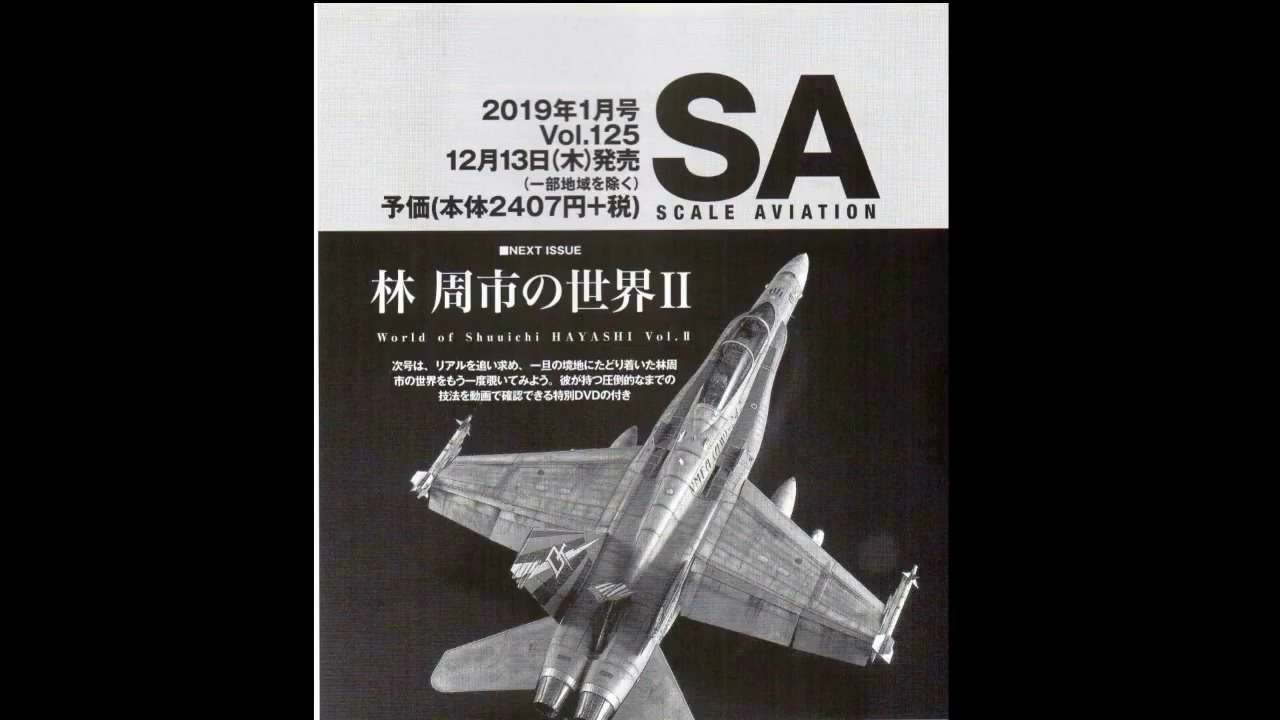 2019年1月号
Vol.125
12月13日(木)発売
(一部地域を除く)
予価(本体2407円+税)
SA
SCALE AVIATION
■NEXT ISSUE
林 周市の世界II
World of Shuuichi HAYASHI Vol.II
次号は、リアルを追い求め、一旦の境地にたどり着いた林周
市の世界をもう一度覗いてみよう。彼が持つ圧倒的なまでの
技法を動画で確認できる特別DVDの付き